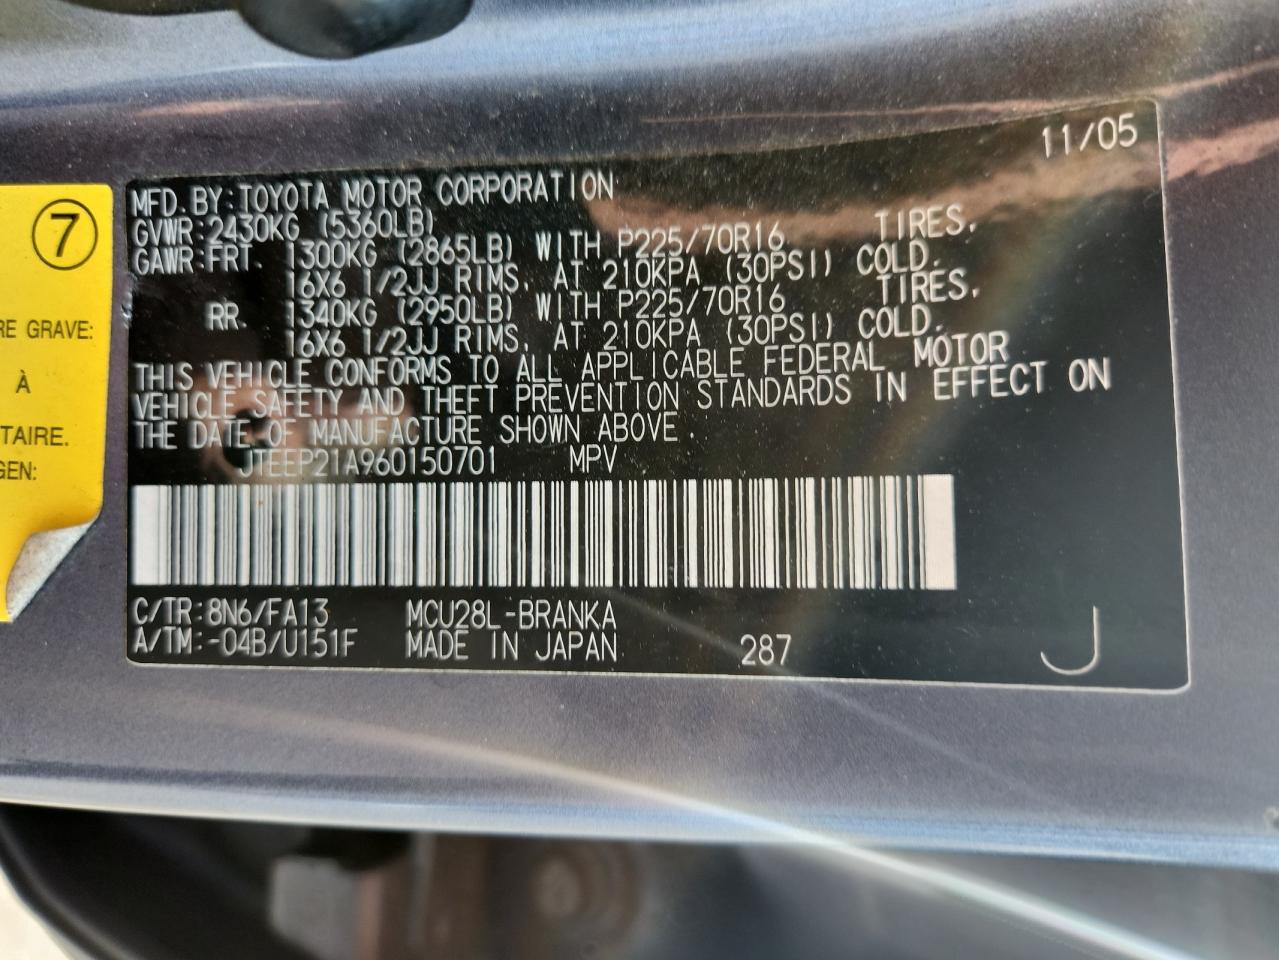 11/05
MFD. BY: TOYOTA MOTOR CORPORATION
GVWR: 2430KG (5360LB)
GAWR: FRT. 1300KG (2865LB) WITH P225/70R16 TIRES,
16X6 1/2JJ RIMS, AT 210KPA (30PSI) COLD.
RR. 1340KG (2950LB) WITH P225/70R16 TIRES,
16X6 1/2JJ RIMS, AT 210KPA (30PSI) COLD.
THIS VEHICLE CONFORMS TO ALL APPLICABLE FEDERAL MOTOR
VEHICLE SAFETY AND THEFT PREVENTION STANDARDS IN EFFECT ON
THE DATE OF MANUFACTURE SHOWN ABOVE.
JTEEP21A960150701 MPV
C/TR: 8N6/FA13 MCU28L-BRANKA
A/TM: -04B/U151F MADE IN JAPAN 287 J
7
RE GRAVE:
À
TAIRE.
GEN: